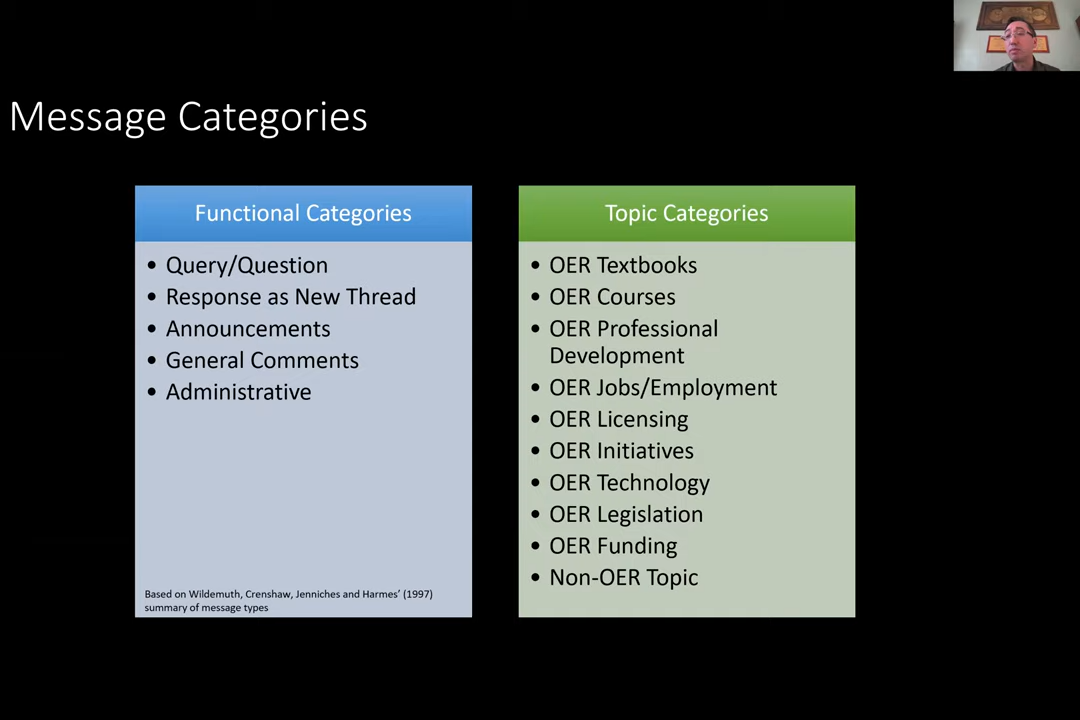 Message Categories
Functional Categories
• Query/Question
• Response as New Thread
• Announcements
• General Comments
• Administrative
Based on Wildemuth, Crenshaw, Jenniches and Harmes’ (1997)
summary of message types
Topic Categories
• OER Textbooks
• OER Courses
• OER Professional
Development
• OER Jobs/Employment
• OER Licensing
• OER Initiatives
• OER Technology
• OER Legislation
• OER Funding
• Non-OER Topic